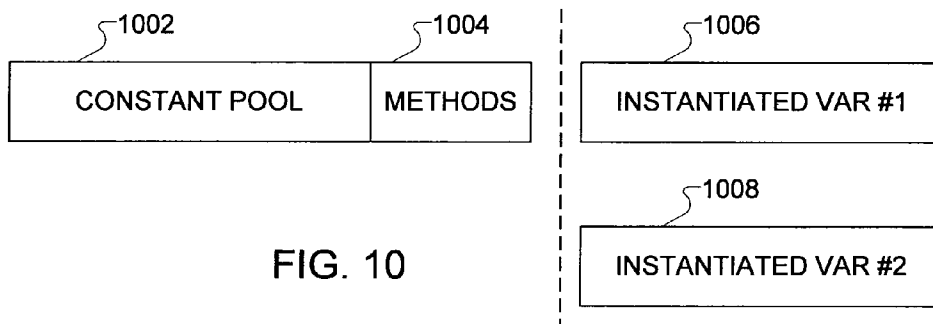 1002
1004
1006
CONSTANT POOL
METHODS
INSTANTIATED VAR #1
1008
FIG. 10
INSTANTIATED VAR #2